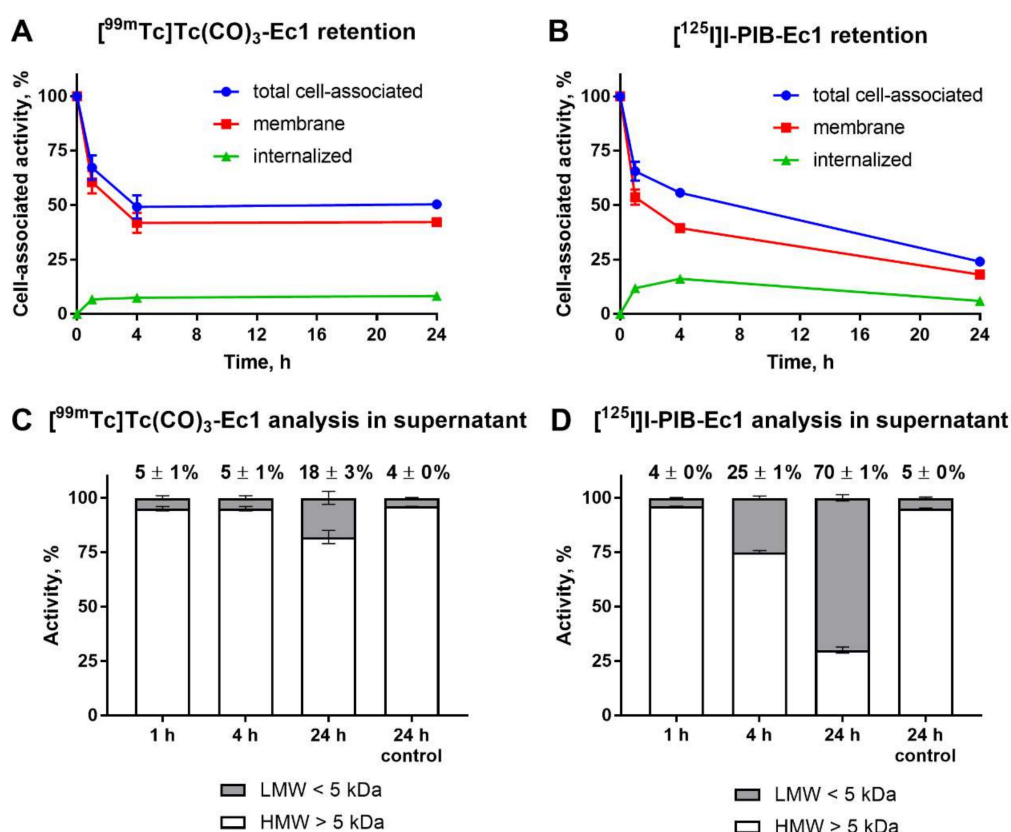 A [⁹⁹ᵐTc]Tc(CO)₃-Ec1 retention
Cell-associated activity, %
100
75
50
25
0
total cell-associated
membrane
internalized
0 4 8 12 16 20 24
Time, h
B [¹²⁵I]I-PIB-Ec1 retention
Cell-associated activity, %
100
75
50
25
0
total cell-associated
membrane
internalized
0 4 8 12 16 20 24
Time, h
C [⁹⁹ᵐTc]Tc(CO)₃-Ec1 analysis in supernatant
5 ± 1% 5 ± 1% 18 ± 3% 4 ± 0%
Activity, %
100
75
50
25
0
1 h 4 h 24 h 24 h
control
LMW < 5 kDa
HMW > 5 kDa
D [¹²⁵I]I-PIB-Ec1 analysis in supernatant
4 ± 0% 25 ± 1% 70 ± 1% 5 ± 0%
Activity, %
100
75
50
25
0
1 h 4 h 24 h 24 h
control
LMW < 5 kDa
HMW > 5 kDa